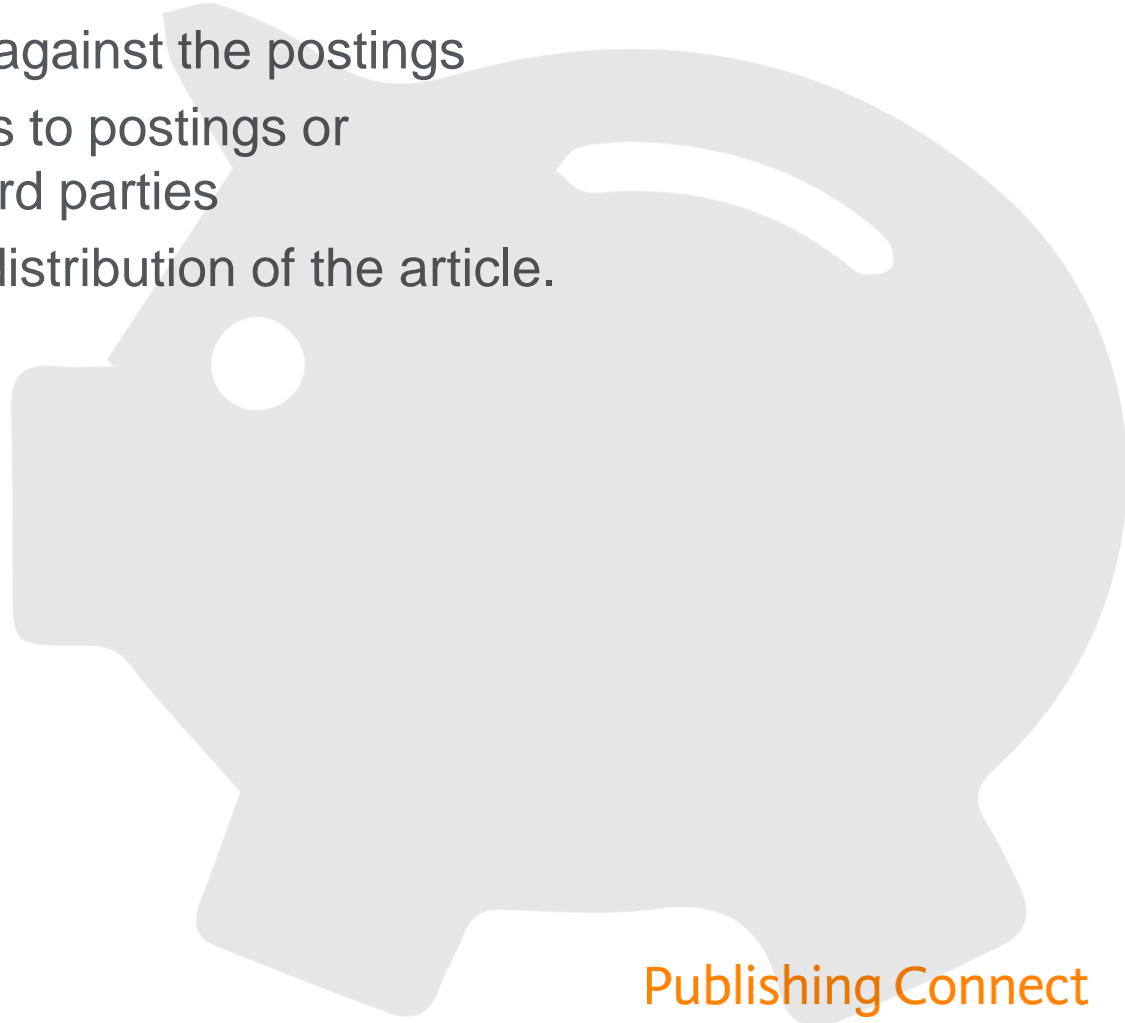 against the postings
s to postings or
rd parties
distribution of the article.
Publishing Connect